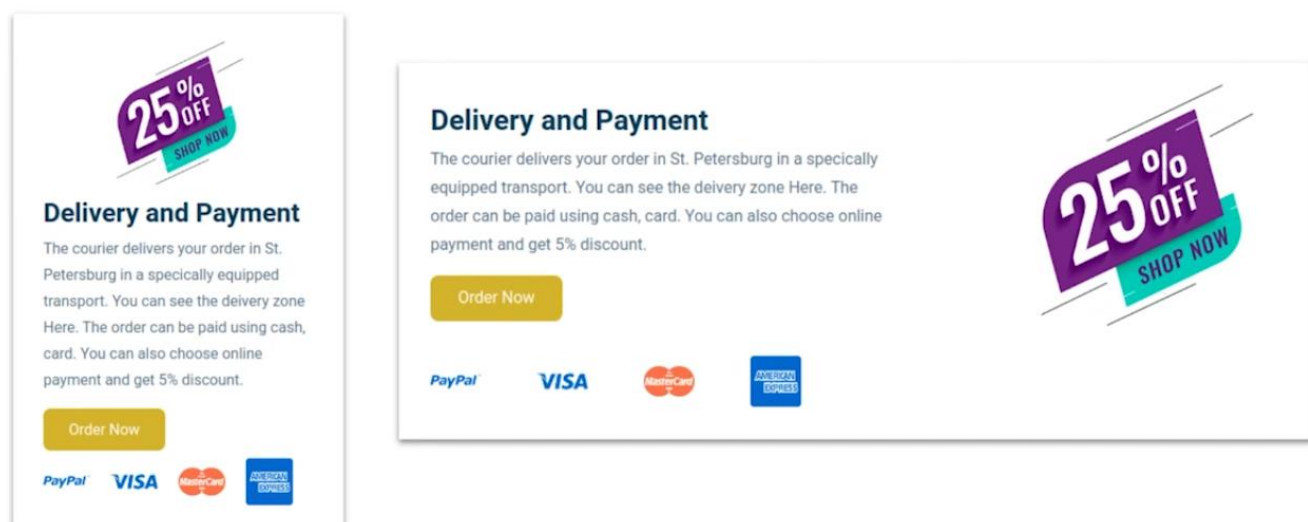 25%
OFF
SHOP NOW
Delivery and Payment
The courier delivers your order in St.
Petersburg in a specically equipped
transport. You can see the deivery zone
Here. The order can be paid using cash,
card. You can also choose online
payment and get 5% discount.
Order Now
PayPal VISA MasterCard AMERICAN
EXPRESS
Delivery and Payment
The courier delivers your order in St. Petersburg in a specically
equipped transport. You can see the deivery zone Here. The
order can be paid using cash, card. You can also choose online
payment and get 5% discount.
Order Now
PayPal VISA MasterCard AMERICAN
EXPRESS
25%
OFF
SHOP NOW